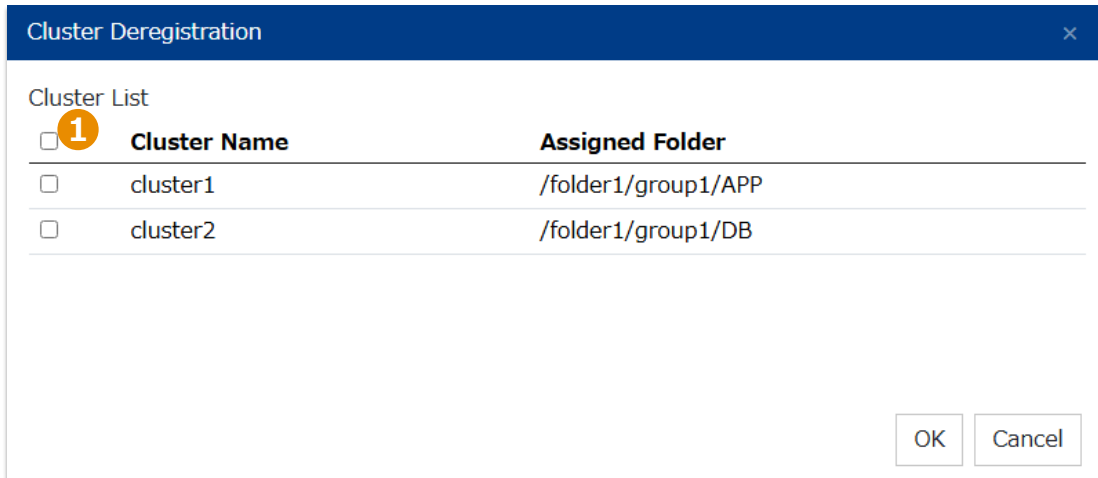 Cluster Deregistration ×
Cluster List
1 Cluster Name Assigned Folder
cluster1 /folder1/group1/APP
cluster2 /folder1/group1/DB
OK Cancel